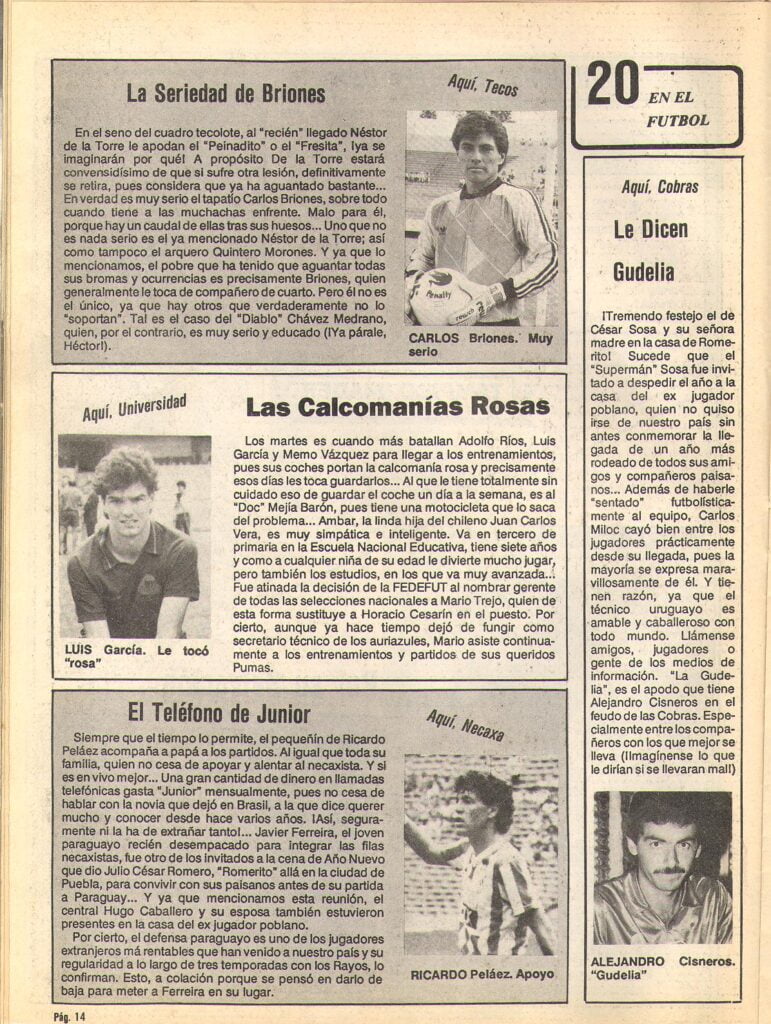 La Seriedad de Briones
Aquí, Tecos
En el seno del cuadro tecolote, al "recién" llegado Néstor
de la Torre le apodan el "Peinadito" o el "Fresita", ¡ya se
imaginarán por qué! A propósito De la Torre estará
convensidísimo de que si sufre otra lesión, definitivamente
se retira, pues considera que ya ha aguantado bastante...
En verdad es muy serio el tapatío Carlos Briones, sobre todo
cuando tiene a las muchachas enfrente. Malo para él,
porque hay un caudal de ellas tras sus huesos... Uno que no
es nada serio es el ya mencionado Néstor de la Torre; así
como tampoco el arquero Quintero Morones. Y ya que lo
mencionamos, el pobre que ha tenido que aguantar todas
sus bromas y ocurrencias es precisamente Briones, quien
generalmente le toca de compañero de cuarto. Pero él no es
el único, ya que hay otros que verdaderamente no lo
"soportan". Tal es el caso del "Diablo" Chávez Medrano,
quien, por el contrario, es muy serio y educado (¡Ya párale,
Héctor!).
Penalty
CARLOS Briones. Muy
serio
20 EN EL
FUTBOL
Aquí, Cobras
Le Dicen
Gudelia
¡Tremendo festejo el de
César Sosa y su señora
madre en la casa de Rome-
rito! Sucede que el
"Supermán" Sosa fue invi-
tado a despedir el año a la
casa del ex jugador
poblano, quien no quiso
irse de nuestro país sin
antes conmemorar la lle-
gada de un año más
rodeado de todos sus ami-
gos y compañeros paisa-
nos... Además de haberle
"sentado" futbolística-
mente al equipo, Carlos
Miloc cayó bien entre los
jugadores prácticamente
desde su llegada, pues la
mayoría se expresa mara-
villosamente de él. Y tie-
nen razón, ya que el
técnico uruguayo es
amable y caballeroso con
todo mundo. Llámense
amigos, jugadores o
gente de los medios de
información. "La Gude-
lia", es el apodo que tiene
Alejandro Cisneros en el
feudo de las Cobras. Espe-
cialmente entre los compa-
ñeros con los que mejor se
lleva (¡Imagínense lo que
le dirían si se llevaran mal!)
ALEJANDRO Cisneros.
"Gudelia"
Aquí, Universidad
Las Calcomanías Rosas
Los martes es cuando más batallan Adolfo Ríos, Luis
García y Memo Vázquez para llegar a los entrenamientos,
pues sus coches portan la calcomanía rosa y precisamente
esos días les toca guardarlos... Al que le tiene totalmente sin
cuidado eso de guardar el coche un día a la semana, es al
"Doc" Mejía Barón, pues tiene una motocicleta que lo saca
del problema... Ambar, la linda hija del chileno Juan Carlos
Vera, es muy simpática e inteligente. Va en tercero de
primaria en la Escuela Nacional Educativa, tiene siete años
y como a cualquier niña de su edad le divierte mucho jugar,
pero también los estudios, en los que va muy avanzada...
Fue atinada la decisión de la FEDEFUT al nombrar gerente
de todas las selecciones nacionales a Mario Trejo, quien de
esta forma sustituye a Horacio Cesarín en el puesto. Por
cierto, aunque ya hace tiempo dejó de fungir como
secretario técnico de los auriazules, Mario asiste continua-
mente a los entrenamientos y partidos de sus queridos
Pumas.
LUIS García. Le tocó
"rosa"
El Teléfono de Junior
Aquí, Necaxa
Siempre que el tiempo lo permite, el pequeñín de Ricardo
Peláez acompaña a papá a los partidos. Al igual que toda su
familia, quien no cesa de apoyar y alentar al necaxista. Y si
es en vivo mejor... Una gran cantidad de dinero en llamadas
telefónicas gasta "Junior" mensualmente, pues no cesa de
hablar con la novia que dejó en Brasil, a la que dice querer
mucho y conocer desde hace varios años. ¡Así, segura-
mente ni la ha de extrañar tanto!... Javier Ferreira, el joven
paraguayo recién desempacado para integrar las filas
necaxistas, fue otro de los invitados a la cena de Año Nuevo
que dio Julio César Romero, "Romerito" allá en la ciudad de
Puebla, para convivir con sus paisanos antes de su partida
a Paraguay... Y ya que mencionamos esta reunión, el
central Hugo Caballero y su esposa también estuvieron
presentes en la casa del ex jugador poblano.
Por cierto, el defensa paraguayo es uno de los jugadores
extranjeros má rentables que han venido a nuestro país y su
regularidad a lo largo de tres temporadas con los Rayos, lo
confirman. Esto, a colación porque se pensó en darlo de
baja para meter a Ferreira en su lugar.
RICARDO Peláez. Apoyo
Pág. 14